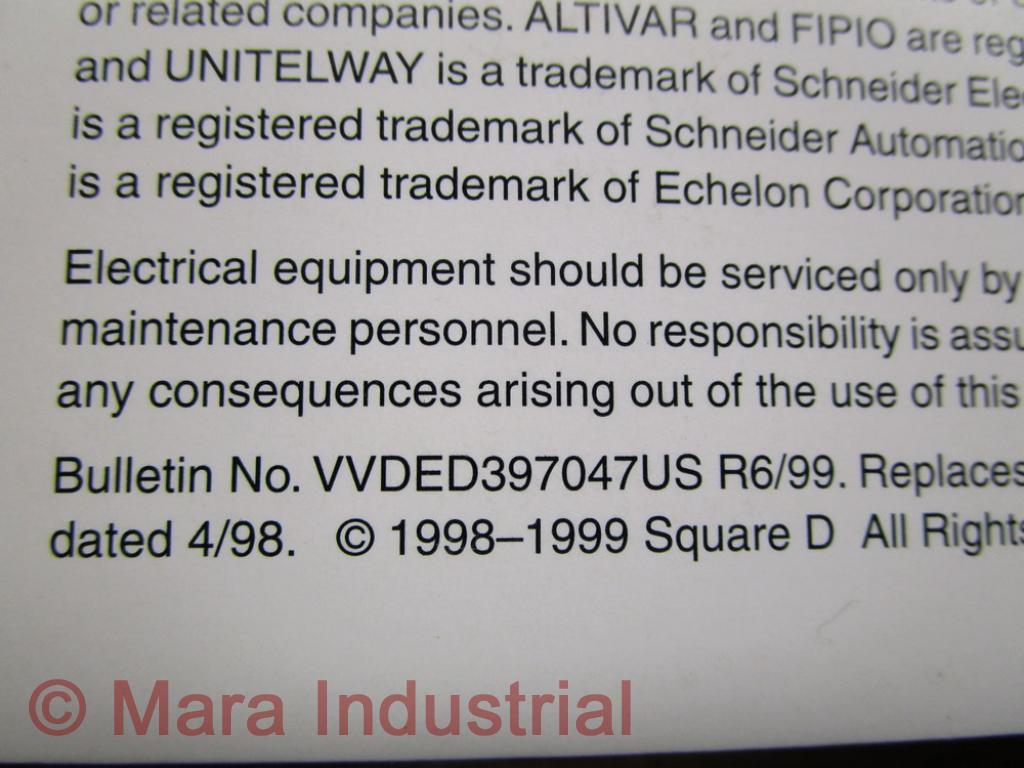 or related companies. ALTIVAR and FIPIO are
and UNITELWAY is a trademark of Schneider
is a registered trademark of Schneider
is a registered trademark of Echelon
Electrical equipment should be serviced only by
maintenance personnel. No responsibility is
any consequences arising out of the use of this
Bulletin No. VVDED397047US R6/99. Replaces
dated 4/98. © 1998–1999 Square D All
© Mara Industrial